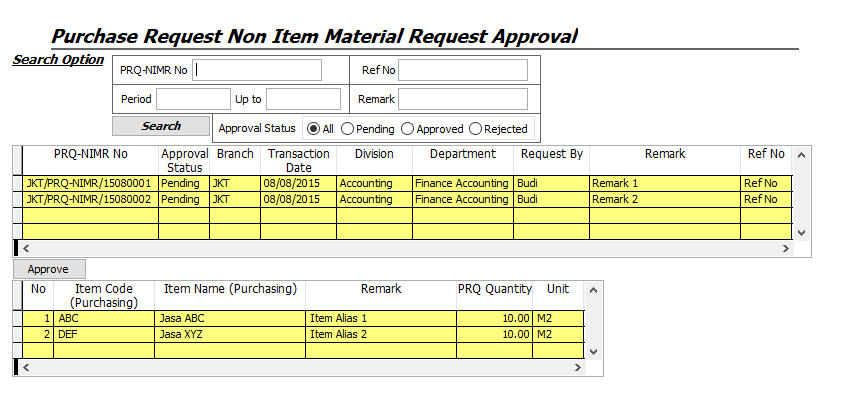 Purchase Request Non Item Material Request Approval
Search Option
PRQ-NIMR No Ref No
Period Up to Remark
Search Approval Status All Pending Approved Rejected
PRQ-NIMR No Approval Status Branch Transaction Date Division Department Request By Remark Ref No
JKT/PRQ-NIMR/15080001 Pending JKT 08/08/2015 Accounting Finance Accounting Budi Remark 1 Ref No
JKT/PRQ-NIMR/15080002 Pending JKT 08/08/2015 Accounting Finance Accounting Budi Remark 2 Ref No
Approve
No Item Code (Purchasing) Item Name (Purchasing) Remark PRQ Quantity Unit
1 ABC Jasa ABC Item Alias 1 10.00 M2
2 DEF Jasa XYZ Item Alias 2 10.00 M2